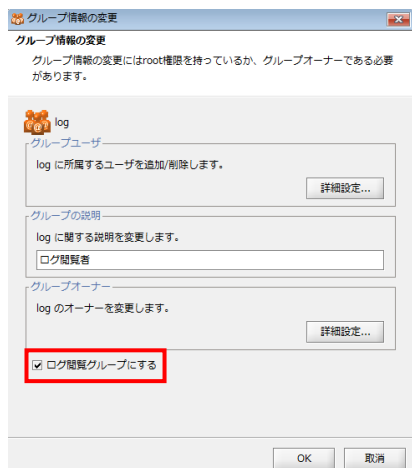 グループ情報の変更
グループ情報の変更
グループ情報の変更にはroot権限を持っているか、グループオーナーである必要
があります。
log
グループユーザ
log に所属するユーザを追加/削除します。
詳細設定...
グループの説明
log に関する説明を変更します。
ログ閲覧者
グループオーナー
log のオーナーを変更します。
詳細設定...
ログ閲覧グループにする
OK
取消